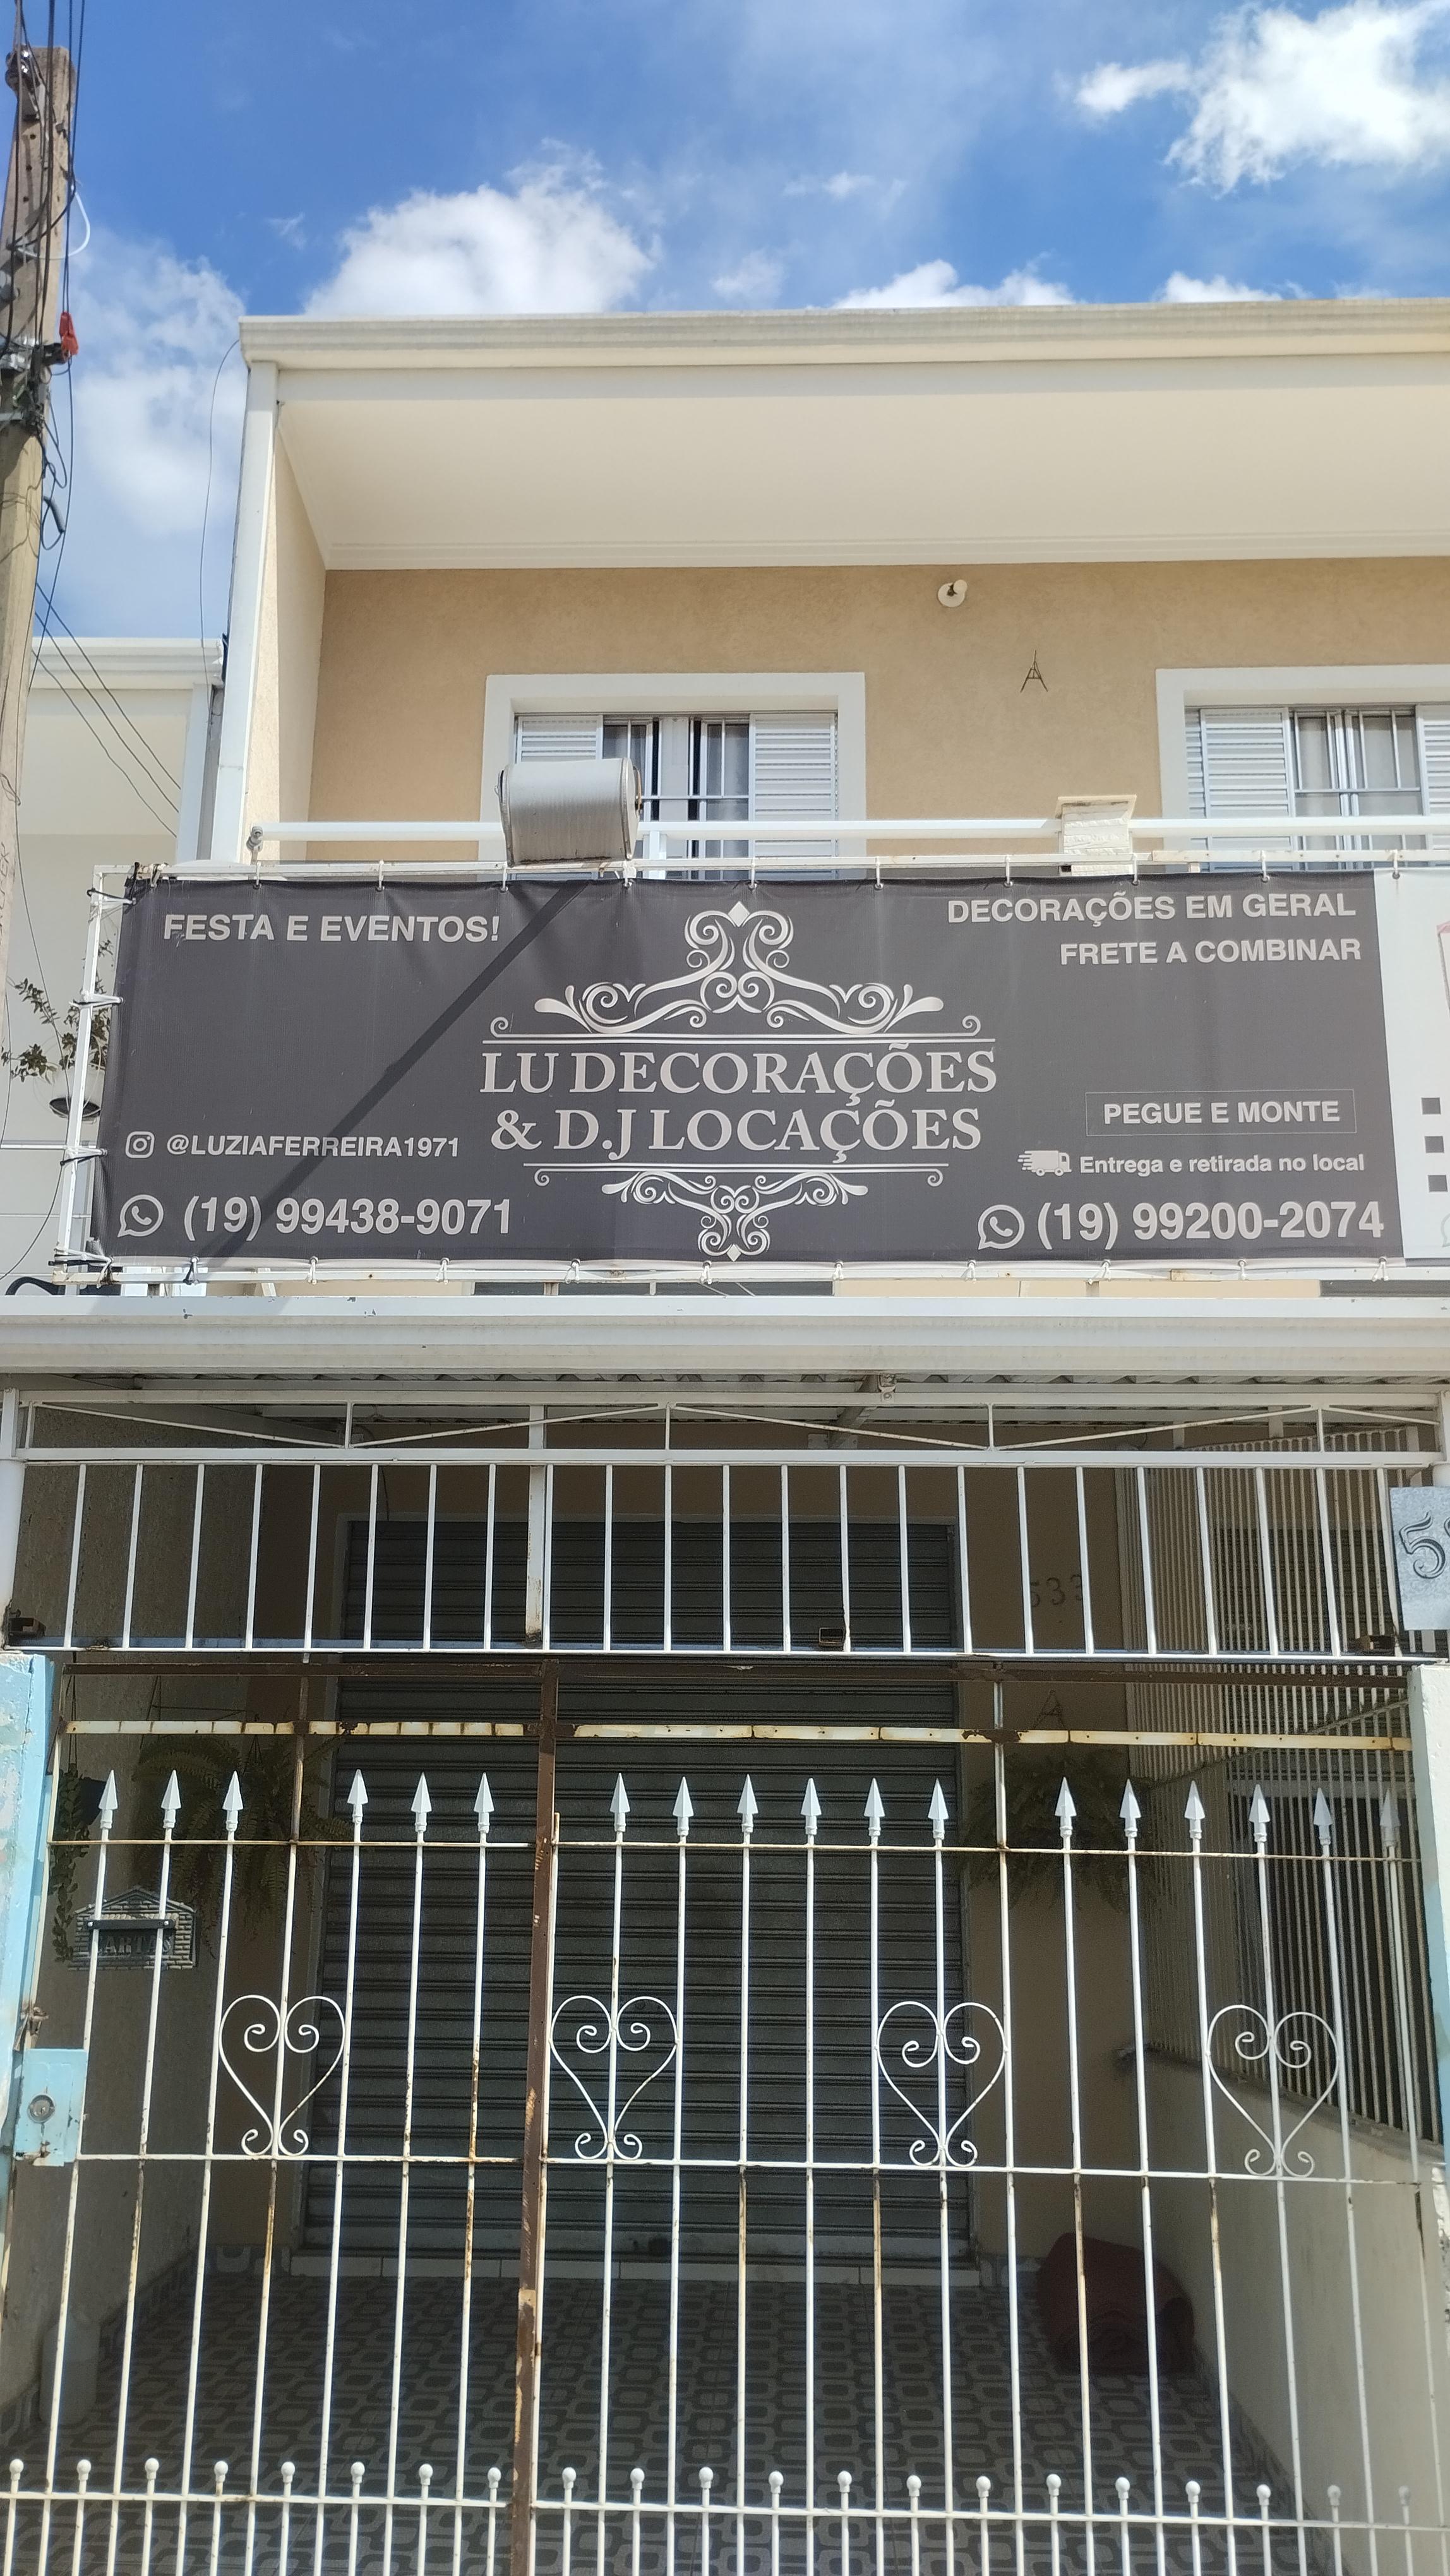 FESTA E EVENTOS!
DECORAÇÕES EM GERAL
FRETE A COMBINAR
LU DECORAÇÕES
& D.J LOCAÇÕES
PEGUE E MONTE
@LUZIAFERREIRA1971
Entrega e retirada no local
(19) 99438-9071
(19) 99200-2074
533